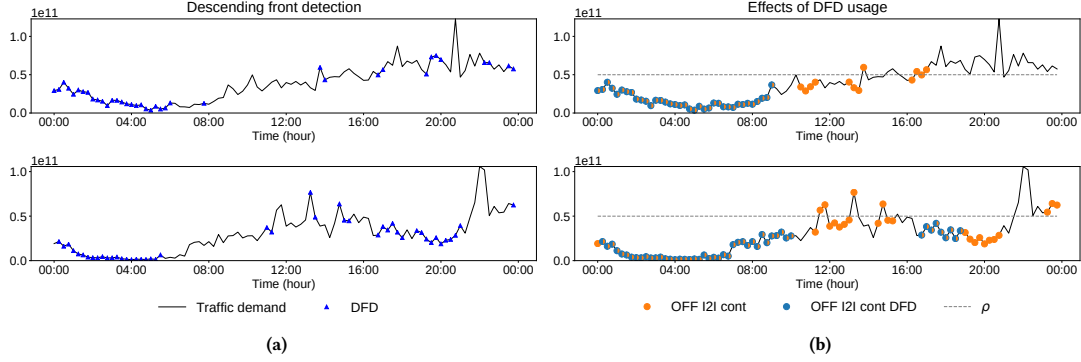 Descending front detection
1e11
1.0
0.5
0.0
00:00 04:00 08:00 12:00 16:00 20:00 00:00
Time (hour)
1e11
1.0
0.5
0.0
00:00 04:00 08:00 12:00 16:00 20:00 00:00
Time (hour)
Traffic demand DFD
(a)
Effects of DFD usage
1e11
1.0
0.5
0.0
00:00 04:00 08:00 12:00 16:00 20:00 00:00
Time (hour)
1e11
1.0
0.5
0.0
00:00 04:00 08:00 12:00 16:00 20:00 00:00
Time (hour)
OFF I2I cont OFF I2I cont DFD ρ
(b)